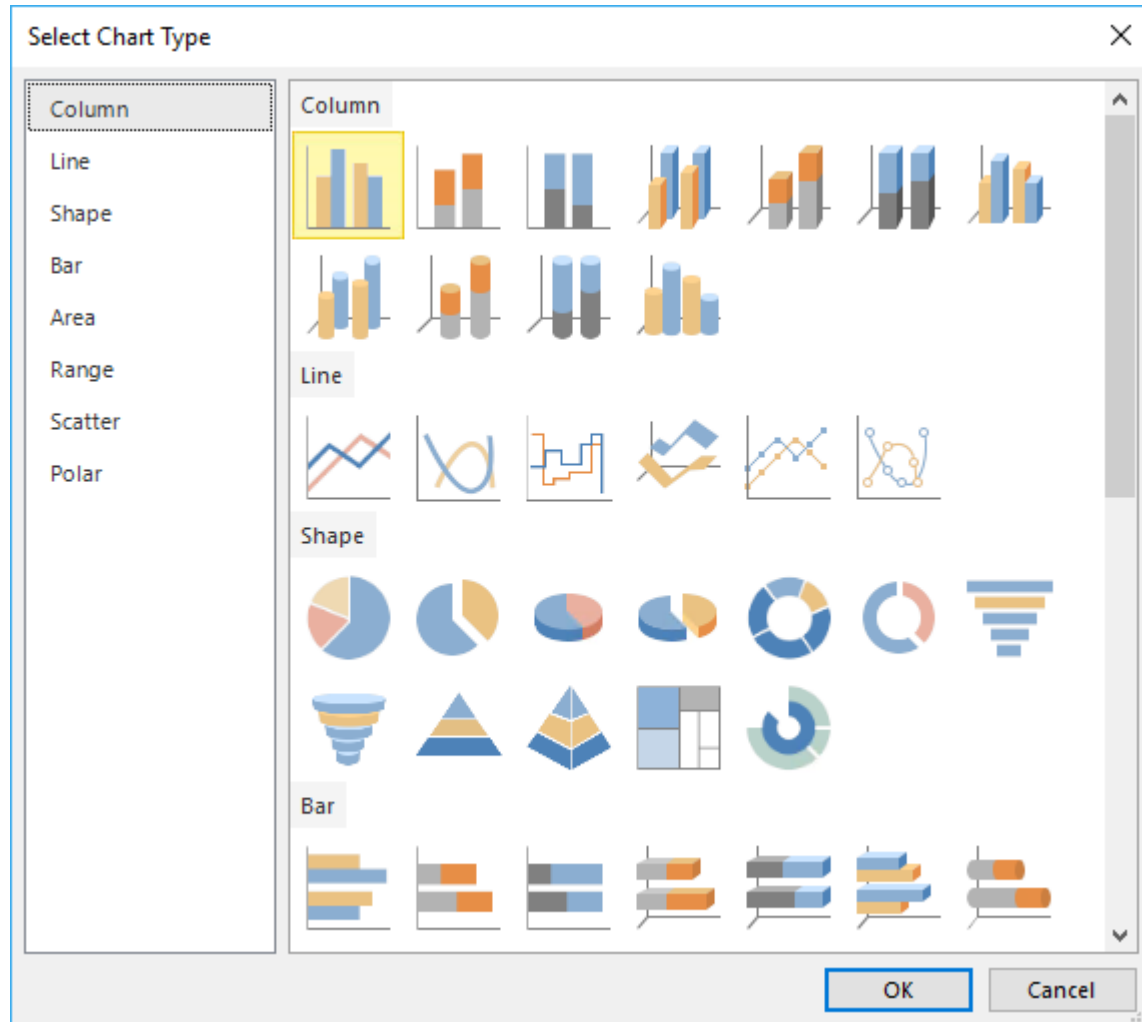 Select Chart Type
Column
Line
Shape
Bar
Area
Range
Scatter
Polar
Column
Line
Shape
Bar
OK
Cancel